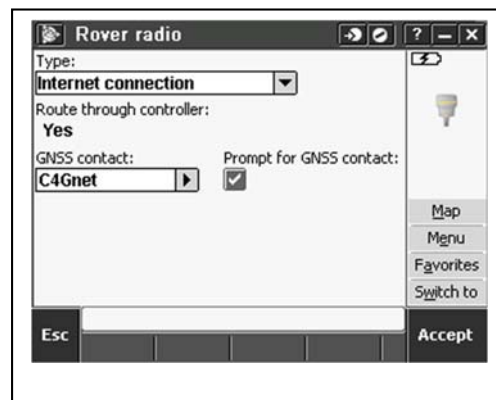 Rover radio
? – ×
Type:
Internet connection
Route through controller:
Yes
GNSS contact:
Prompt for GNSS contact:
C4Gnet
Map
Menu
Favorites
Switch to
Esc
Accept